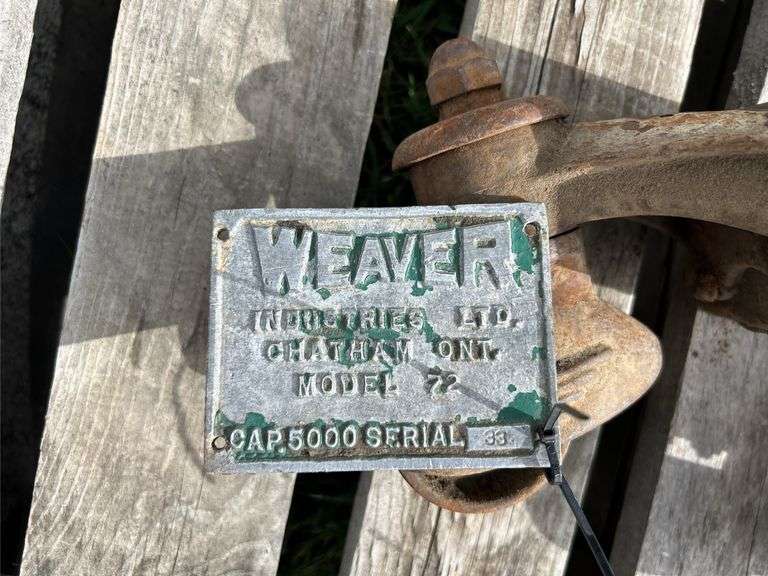 WEAVER
INDUSTRIES LTD.
CHATHAM ONT.
MODEL 72
CAP. 5000 SERIAL 33